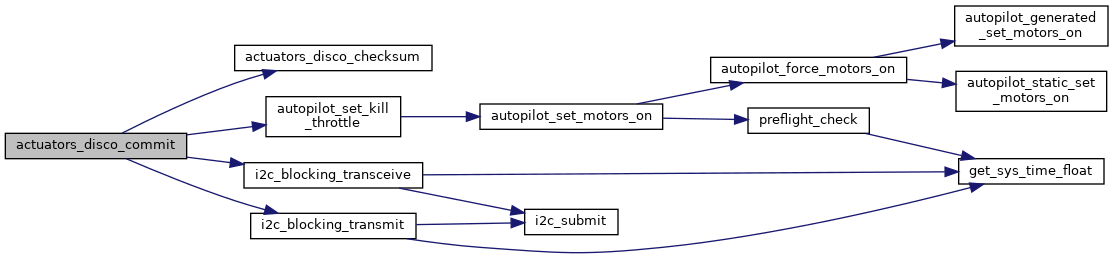 actuators_disco_commit
actuators_disco_checksum
autopilot_set_kill
_throttle
i2c_blocking_transceive
i2c_blocking_transmit
autopilot_set_motors_on
i2c_submit
autopilot_force_motors_on
preflight_check
autopilot_generated
_set_motors_on
autopilot_static_set
_motors_on
get_sys_time_float